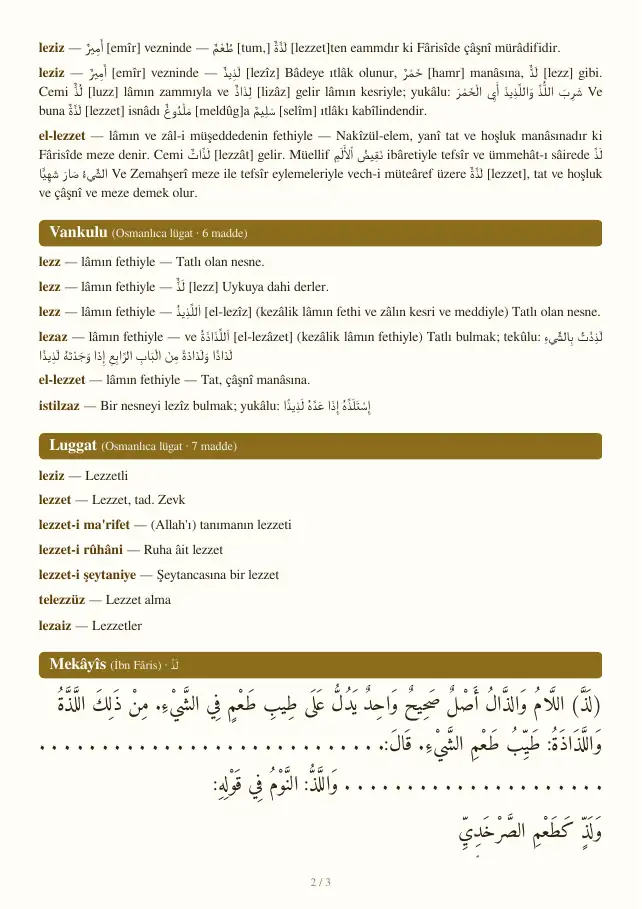 leziz — أَمِيرٌ [emîr] vezninde — طُعْمٌ [tum,] لَذَّةٌ [lezzet]ten eammdır ki Fârisîde çâşnî mürâdifidir.
leziz — أَمِيرٌ [emîr] vezninde — لَذِيذٌ [lezîz] Bâdeye ıtlâk olunur, خَمْرٌ [hamr] manâsına, لَذٌّ [lezz] gibi.
Cemi لُذٌّ [luzz] lâmın zammıyla ve لِذَاذٌ [lizâz] gelir lâmın kesriyle; yukâlu: شَرِبَ اللُّذَّ وَاللَّذِيذَ أَيِ الْخَمْرَ Ve
buna لَذَّةٌ [lezzet] isnâdı مَلْدُوغٌ [meldûg]a سَلِيمٌ [selîm] ıtlâkı kabîlindendir.
el-lezzet — lâmın ve zâl-i müşeddedenin fethiyle — Nakîzül-elem, yanî tat ve hoşluk manâsınadır ki
Fârisîde meze denir. Cemi لَذَّاتٌ [lezzât] gelir. Müellif نَقِيضُ الْأَلَمِ ibâretiyle tefsîr ve ümmehât-ı sâirede لَذَّ
الشَّيْءُ صَارَ شَهِيًّا Ve Zemahşerî meze ile tefsîr eylemeleriyle vech-i müteâref üzere لَذَّةٌ [lezzet], tat ve hoşluk
ve çâşnî ve meze demek olur.
Vankulu (Osmanlıca lügat · 6 madde)
lezz — lâmın fethiyle — Tatlı olan nesne.
lezz — lâmın fethiyle — لَذٌّ [lezz] Uykuya dahi derler.
lezz — lâmın fethiyle — اَللَّذِيذُ [el-lezîz] (kezâlik lâmın fethi ve zâlın kesri ve meddiyle) Tatlı olan nesne.
lezaz — lâmın fethiyle — ve اَللَّذَاذَةُ [el-lezâzet] (kezâlik lâmın fethiyle) Tatlı bulmak; tekûlu: لَذِذْتُ بِالشَّيْءِ
لَذَاذًا وَلَذَاذَةً مِنَ الْبَابِ الرَّابِعِ إِذَا وَجَدْتَهُ لَذِيذًا
el-lezzet — lâmın fethiyle — Tat, çâşnî manâsına.
istilzaz — Bir nesneyi lezîz bulmak; yukâlu: إِسْتَلَذَّهُ إِذَا عَدَّهُ لَذِيذًا
Luggat (Osmanlıca lügat · 7 madde)
leziz — Lezzetli
lezzet — Lezzet, tad. Zevk
lezzet-i ma'rifet — (Allah'ı) tanımanın lezzeti
lezzet-i rûhâni — Ruha âit lezzet
lezzet-i şeytaniye — Şeytancasına bir lezzet
telezzüz — Lezzet alma
lezaiz — Lezzetler
Mekâyîs (İbn Fâris) · لَذَّ
(لَذَّ) اللَّامُ وَالذَّالُ أَصْلٌ صَحِيحٌ وَاحِدٌ يَدُلُّ عَلَى طِيبِ طَعْمٍ فِي الشَّيْءِ. مِنْ ذَلِكَ اللَّذَّةُ
وَاللَّذَاذَةُ: طَيِّبُ طَعْمِ الشَّيْءِ. قَالَ:. . . . . . . . . . . . . . . . . . . . . . . . . . . .
. . . . . . . . . . . . . . . . . . . . . وَاللَّذُّ: النَّوْمُ فِي قَوْلِهِ:
وَلَذٍّ كَطَعْمِ الصَّرْخَدِيِّ
2 / 3